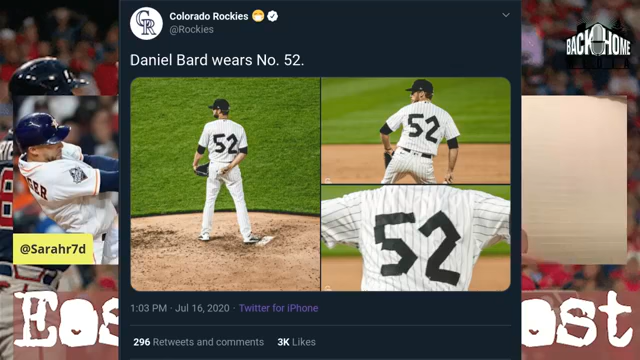 Colorado Rockies
@Rockies
Daniel Bard wears No. 52.
52
52
52
1:03 PM · Jul 16, 2020 · Twitter for iPhone
296 Retweets and comments 3K Likes
BACK HOME
@Sarahr7d